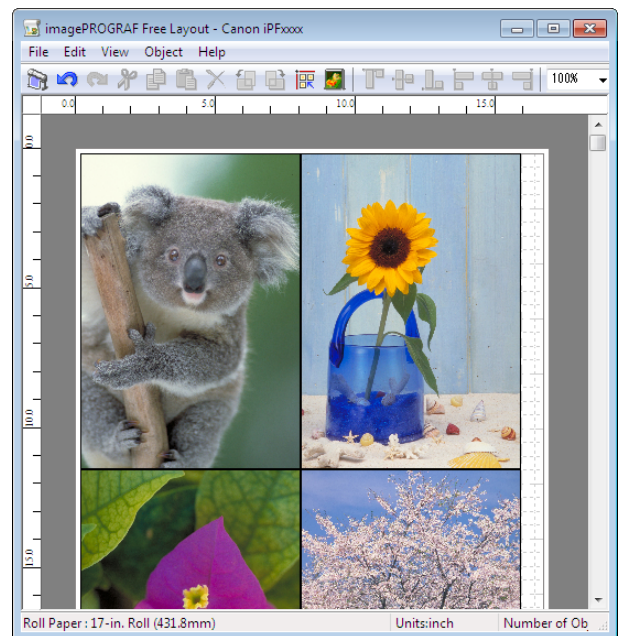 imagePROGRAF Free Layout - Canon iPFxxxx
File Edit View Object Help
100%
0.0 5.0 10.0 15.0
0.0
5.0
10.0
15.0
Roll Paper : 17-in. Roll (431.8mm) Units:inch Number of Ob